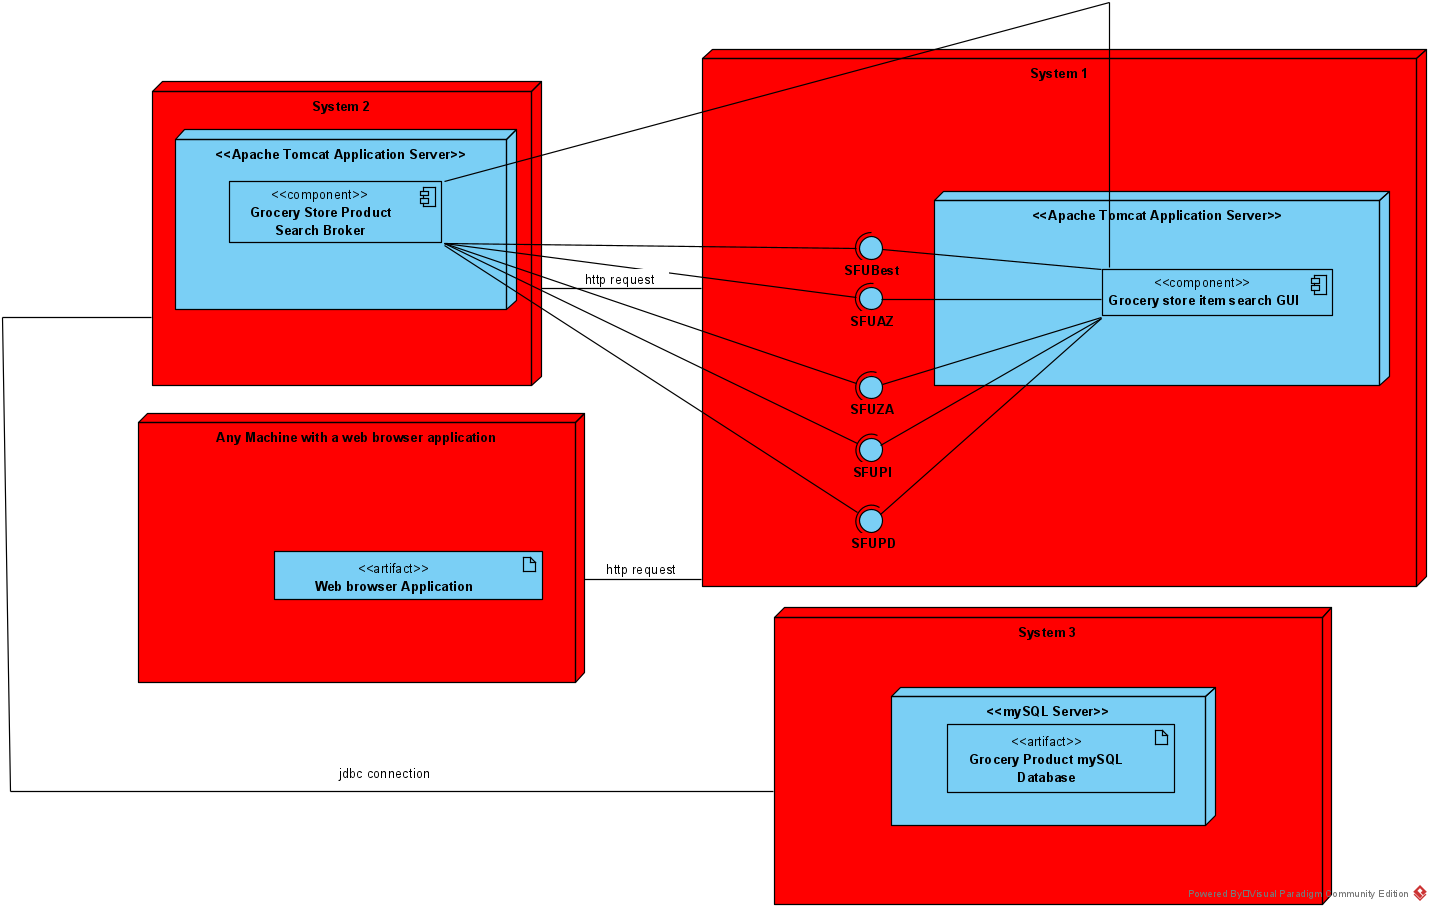 System 1
System 2
<<Apache Tomcat Application Server>>
<<component>>
Grocery Store Product
Search Broker
<<Apache Tomcat Application Server>>
<<component>>
Grocery store item search GUI
SFUBest
http request
SFUAZ
SFUZA
SFUPI
SFUPD
Any Machine with a web browser application
<<artifact>>
Web browser Application
http request
System 3
<<mySQL Server>>
<<artifact>>
Grocery Product mySQL
Database
jdbc connection
Powered By Visual Paradigm Community Edition